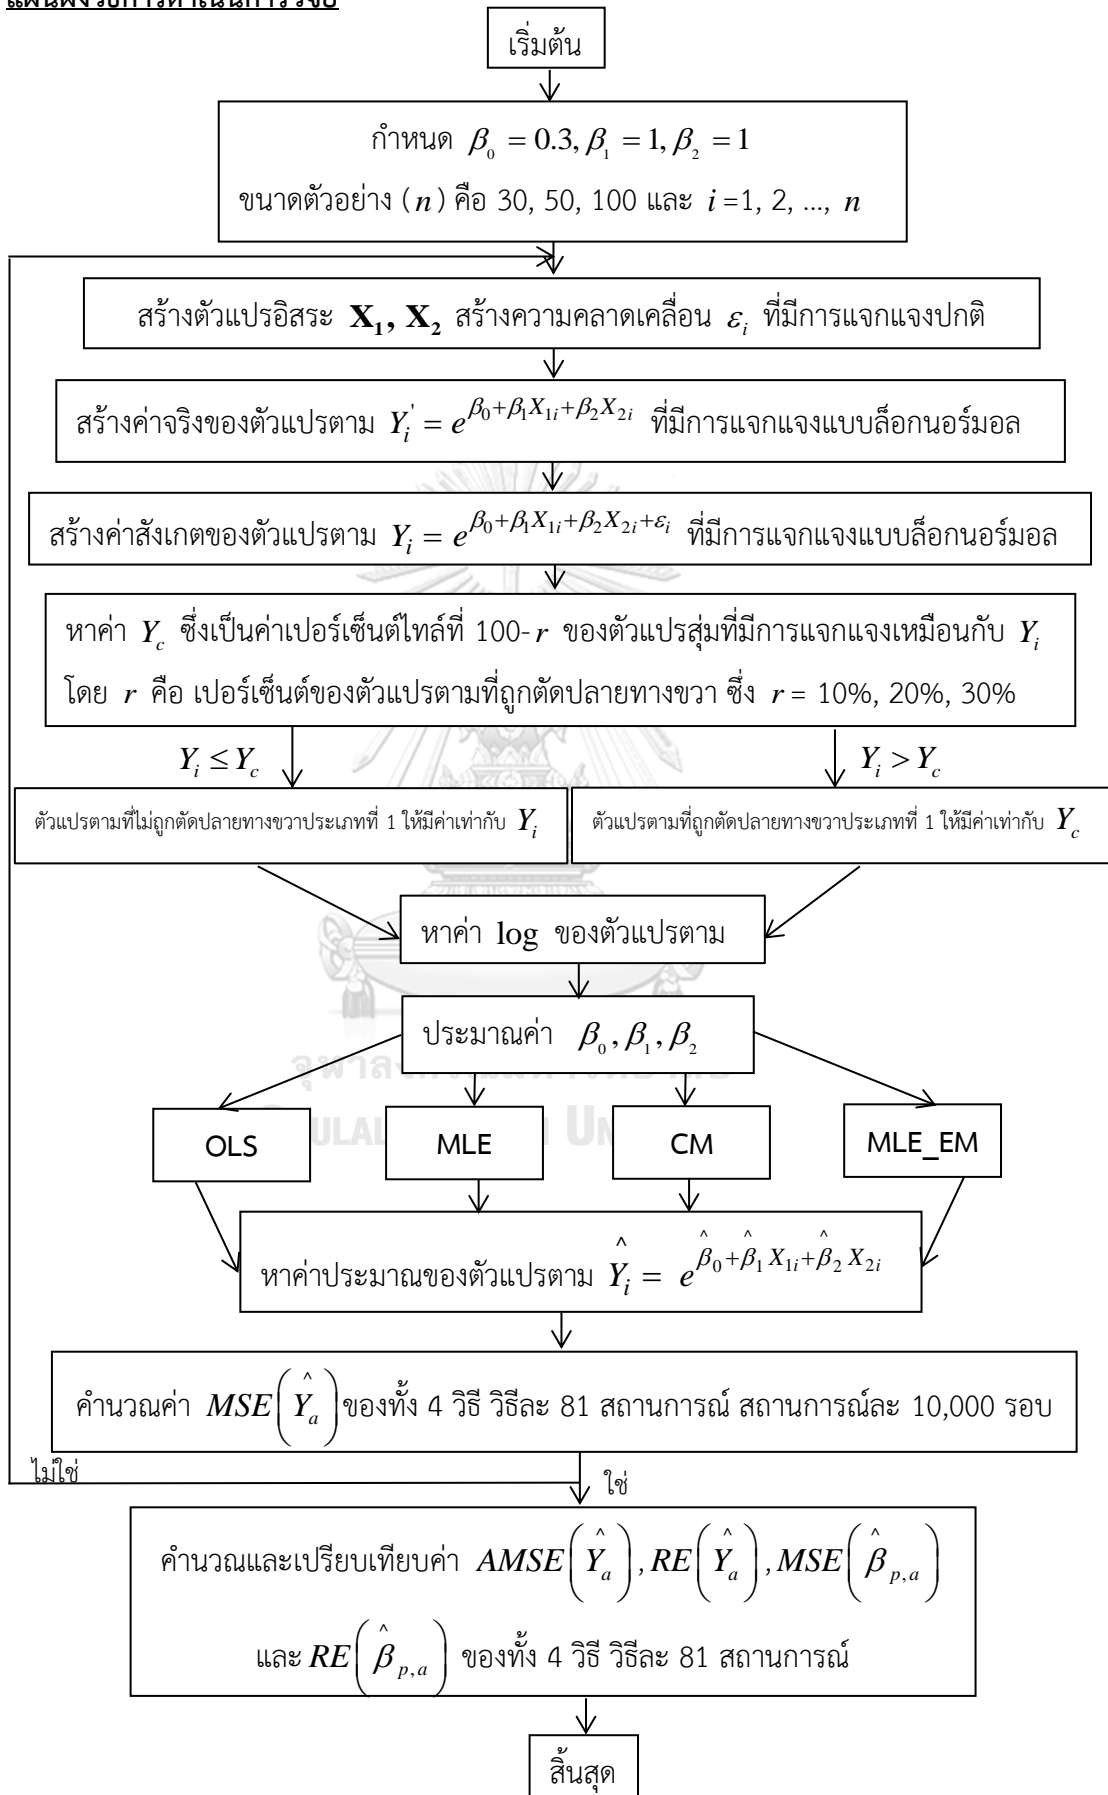 แผนผังวิธีการดำเนินการวิจัย
เริ่มต้น
กำหนด β₀ = 0.3, β₁ = 1, β₂ = 1
ขนาดตัวอย่าง (n) คือ 30, 50, 100 และ i =1, 2, ..., n
สร้างตัวแปรอิสระ X₁, X₂ สร้างความคลาดเคลื่อน εᵢ ที่มีการแจกแจงปกติ
สร้างค่าจริงของตัวแปรตาม Yᵢ' = e^{β₀+β₁X₁ᵢ+β₂X₂ᵢ} ที่มีการแจกแจงแบบล็อกนอร์มอล
สร้างค่าสังเกตของตัวแปรตาม Yᵢ = e^{β₀+β₁X₁ᵢ+β₂X₂ᵢ+εᵢ} ที่มีการแจกแจงแบบล็อกนอร์มอล
หาค่า Y_c ซึ่งเป็นค่าเปอร์เซ็นต์ไทล์ที่ 100- r ของตัวแปรสุ่มที่มีการแจกแจงเหมือนกับ Yᵢ
โดย r คือ เปอร์เซ็นต์ของตัวแปรตามที่ถูกตัดปลายทางขวา ซึ่ง r = 10%, 20%, 30%
Yᵢ ≤ Y_c
Yᵢ > Y_c
ตัวแปรตามที่ไม่ถูกตัดปลายทางขวาประเภทที่ 1 ให้มีค่าเท่ากับ Yᵢ
ตัวแปรตามที่ถูกตัดปลายทางขวาประเภทที่ 1 ให้มีค่าเท่ากับ Y_c
หาค่า log ของตัวแปรตาม
ประมาณค่า β₀, β₁, β₂
OLS
MLE
CM
MLE_EM
หาค่าประมาณของตัวแปรตาม Ŷᵢ = e^{β̂₀+β̂₁X₁ᵢ+β̂₂X₂ᵢ}
คำนวณค่า MSE(Ŷₐ) ของทั้ง 4 วิธี วิธีละ 81 สถานการณ์ สถานการณ์ละ 10,000 รอบ
ไม่ใช่
ใช่
คำนวณและเปรียบเทียบค่า AMSE(Ŷₐ), RE(Ŷₐ), MSE(β̂_{p,a})
และ RE(β̂_{p,a}) ของทั้ง 4 วิธี วิธีละ 81 สถานการณ์
สิ้นสุด